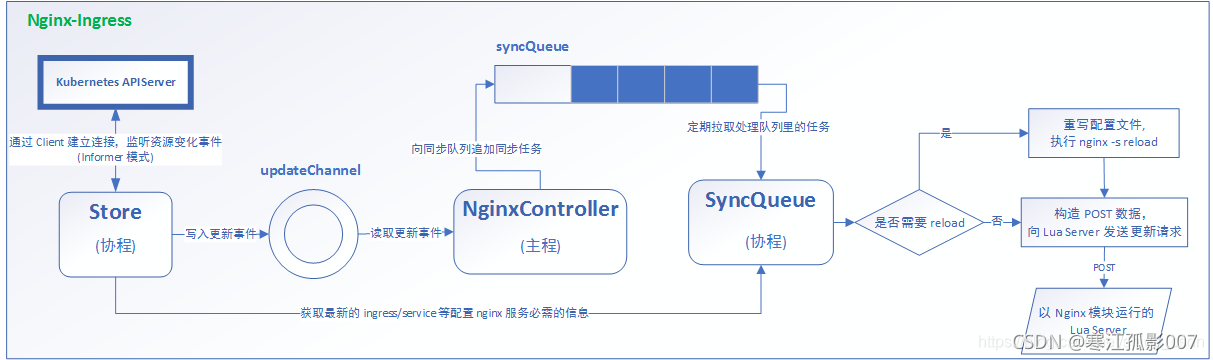 Nginx-Ingress
Kubernetes APIServer
通过 Client 建立连接，监听资源变化事件
(Informer 模式)
Store
(协程)
写入更新事件
updateChannel
读取更新事件
syncQueue
向同步队列追加同步任务
NginxController
(主程)
定期拉取处理队列里的任务
SyncQueue
(协程)
获取最新的 ingress/service 等配置 nginx 服务必需的信息
是否需要 reload
是
否
重写配置文件,
执行 nginx -s reload
构造 POST 数据，
向 Lua Server 发送更新请求
POST
以 Nginx 模块运行的
Lua Server
CSDN @寒江孤影007